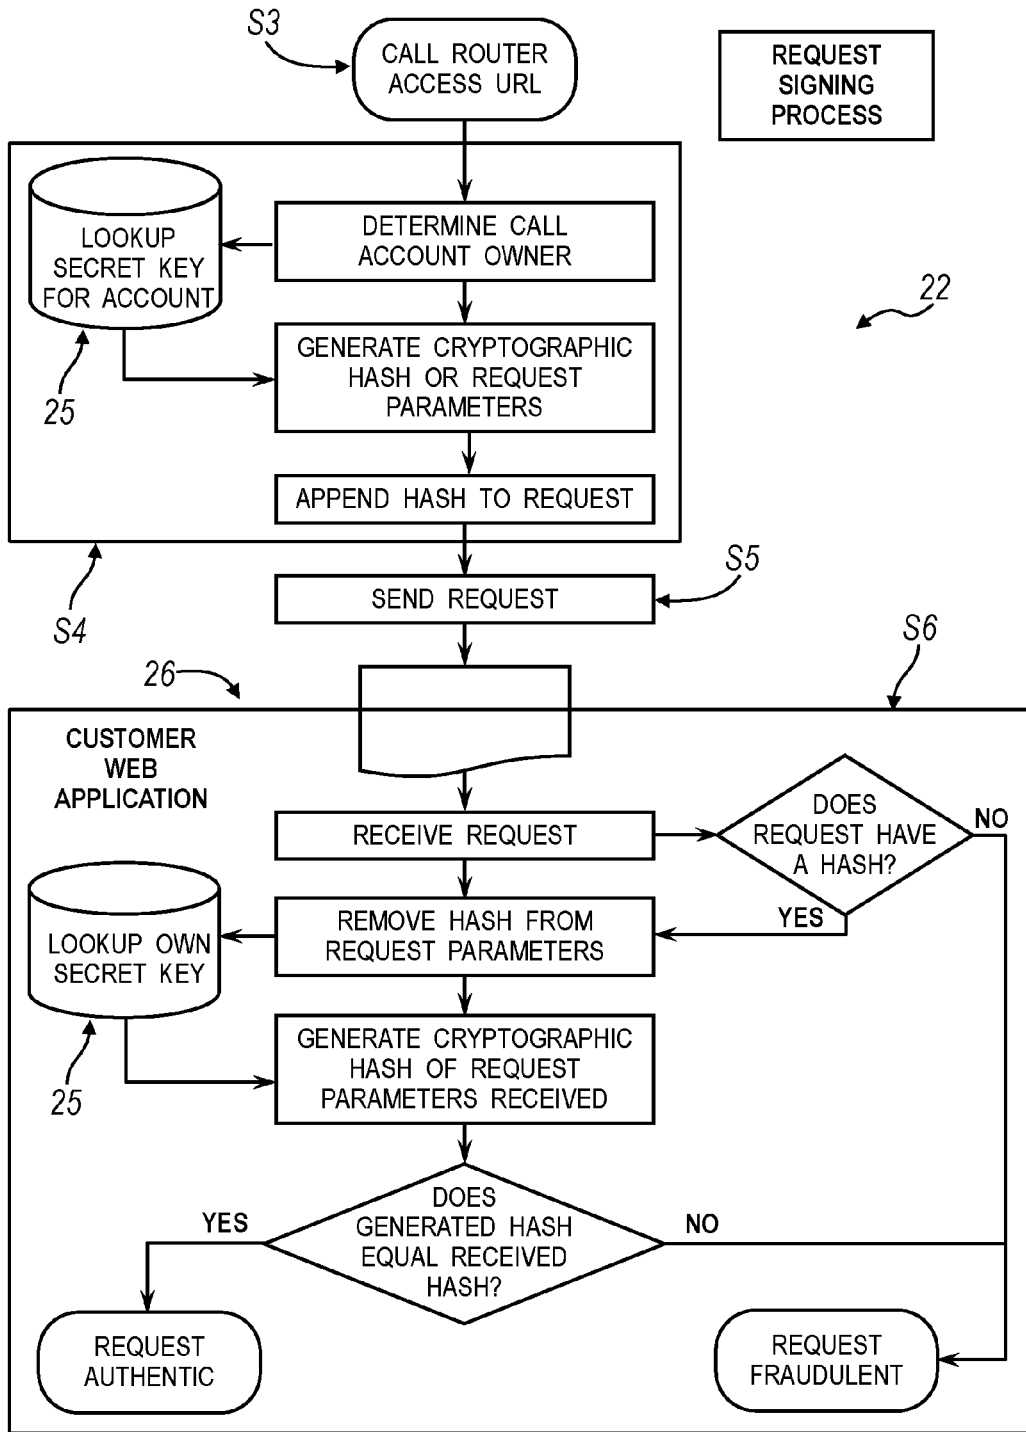 S3
CALL ROUTER
ACCESS URL
REQUEST
SIGNING
PROCESS
LOOKUP
SECRET KEY
FOR ACCOUNT
DETERMINE CALL
ACCOUNT OWNER
22
25
GENERATE CRYPTOGRAPHIC
HASH OR REQUEST
PARAMETERS
APPEND HASH TO REQUEST
S4
SEND REQUEST
S5
26
S6
CUSTOMER
WEB
APPLICATION
RECEIVE REQUEST
DOES
REQUEST HAVE
A HASH?
NO
YES
LOOKUP OWN
SECRET KEY
REMOVE HASH FROM
REQUEST PARAMETERS
25
GENERATE CRYPTOGRAPHIC
HASH OF REQUEST
PARAMETERS RECEIVED
YES
DOES
GENERATED HASH
EQUAL RECEIVED
HASH?
NO
REQUEST
AUTHENTIC
REQUEST
FRAUDULENT